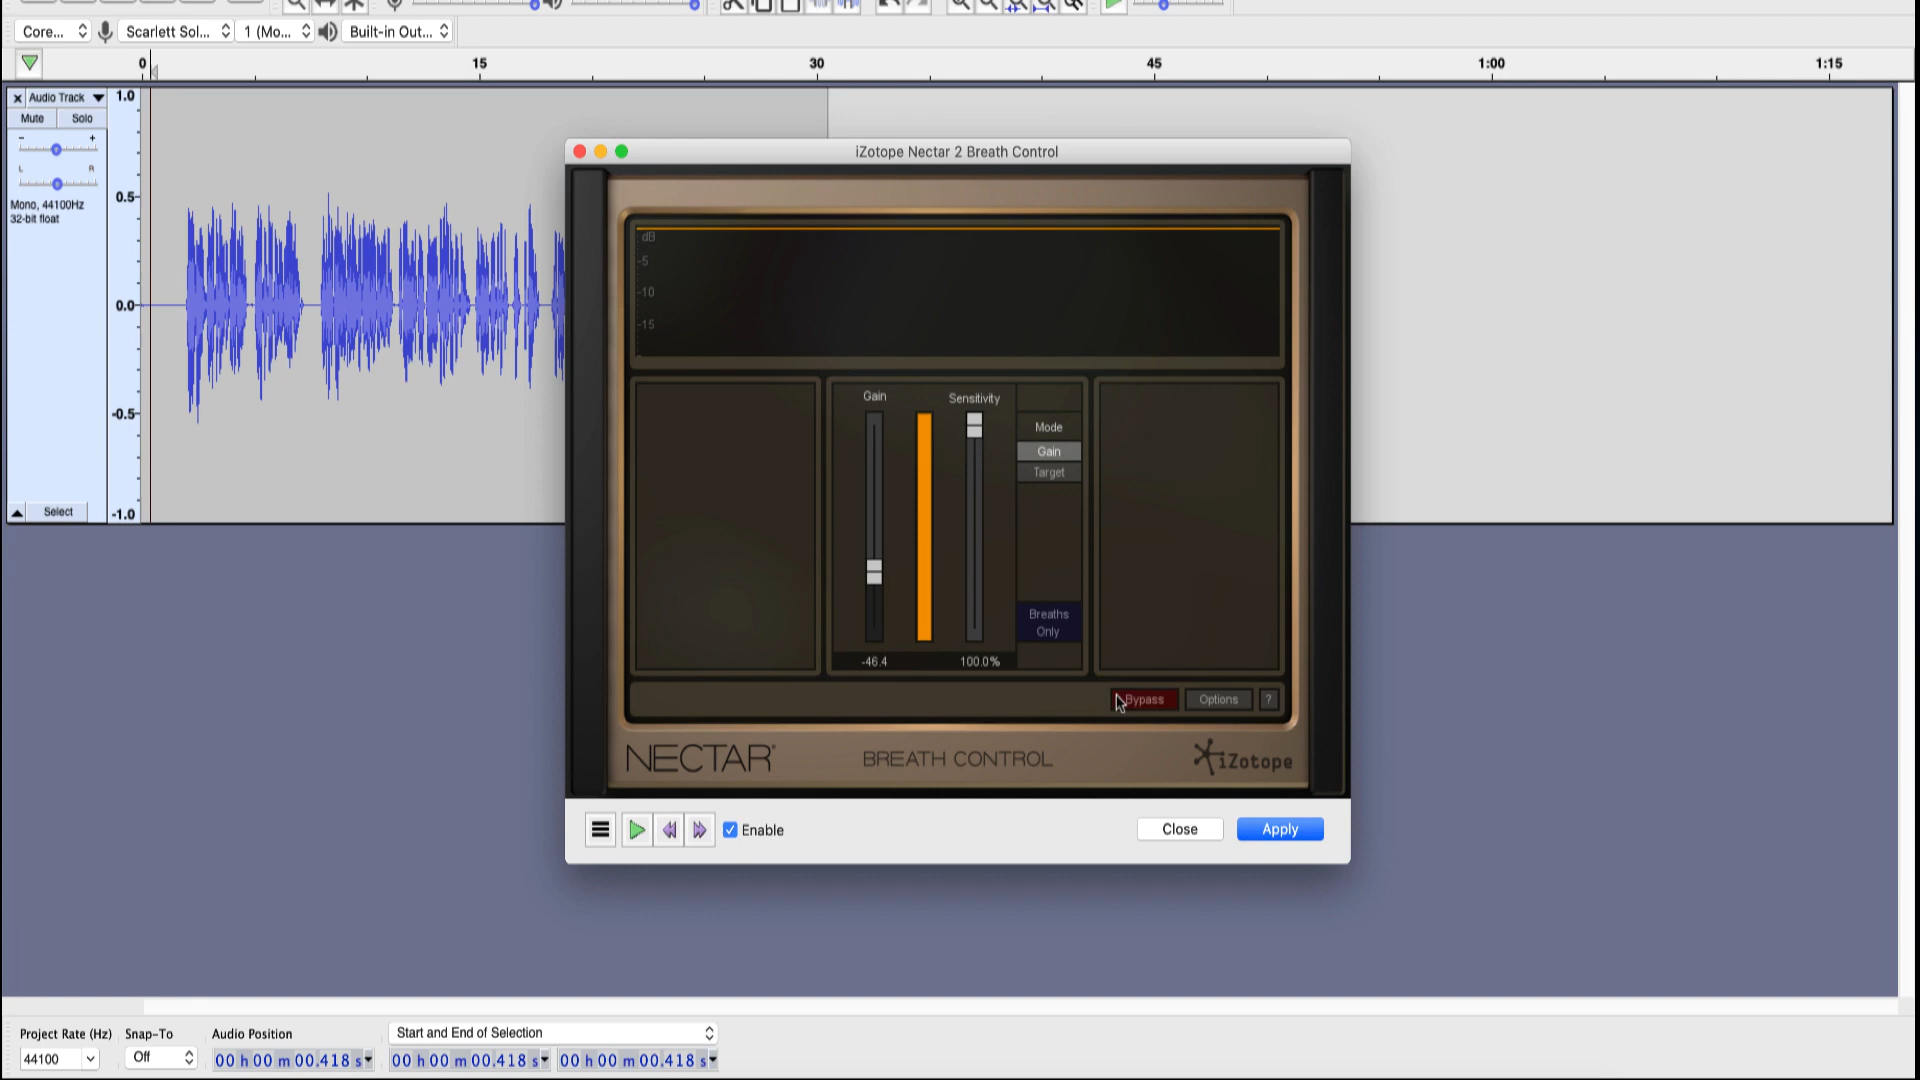 Core...
Scarlett Sol...
1 (Mo...
Built-in Out...
0
15
30
45
1:00
1:15
Audio Track
1.0
Mute
Solo
- +
L R
0.5
Mono, 44100Hz
32-bit float
0.0
-0.5
Select
-1.0
iZotope Nectar 2 Breath Control
dB
-5
-10
-15
Gain
Sensitivity
Mode
Gain
Target
Breaths
Only
-46.4
100.0%
Bypass
Options
?
NECTAR®
BREATH CONTROL
iZotope
Enable
Close
Apply
Project Rate (Hz)
Snap-To
Audio Position
Start and End of Selection
44100
Off
00 h 00 m 00.418 s
00 h 00 m 00.418 s
00 h 00 m 00.418 s